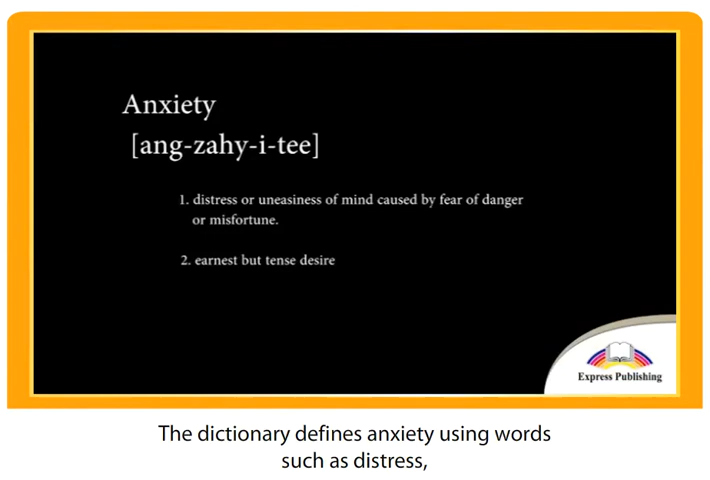 Anxiety
[ang-zahy-i-tee]
1. distress or uneasiness of mind caused by fear of danger
or misfortune.
2. earnest but tense desire
Express Publishing
The dictionary defines anxiety using words
such as distress,